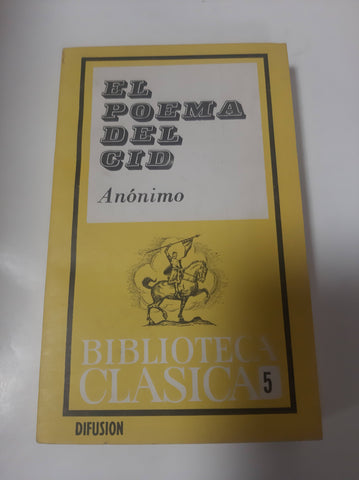 EL
POEMA
DEL
CID
Anónimo
BIBLIOTECA
CLASICA 5
DIFUSION